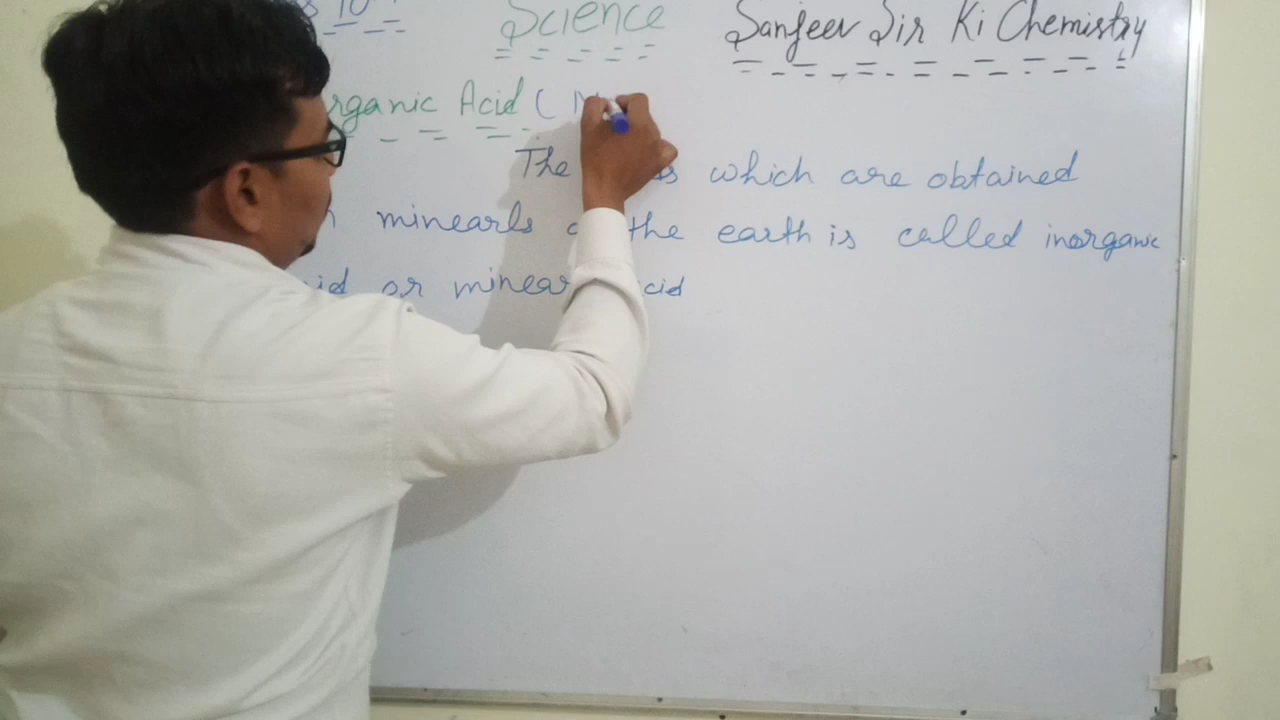 10 Science Sanjeev Sir Ki Chemistry
rganic Acid (
The which are obtained
minearls the earth is called inorganic
id or minear cid